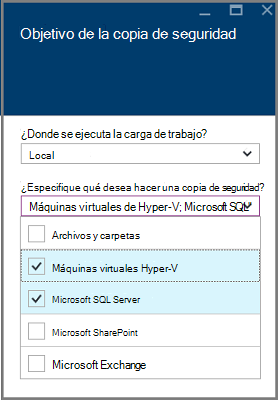 Objetivo de la copia de seguridad
¿Donde se ejecuta la carga de trabajo?
Local
¿Especifique qué desea hacer una copia de seguridad?
Máquinas virtuales de Hyper-V; Microsoft SQL
Archivos y carpetas
Máquinas virtuales Hyper-V
Microsoft SQL Server
Microsoft SharePoint
Microsoft Exchange